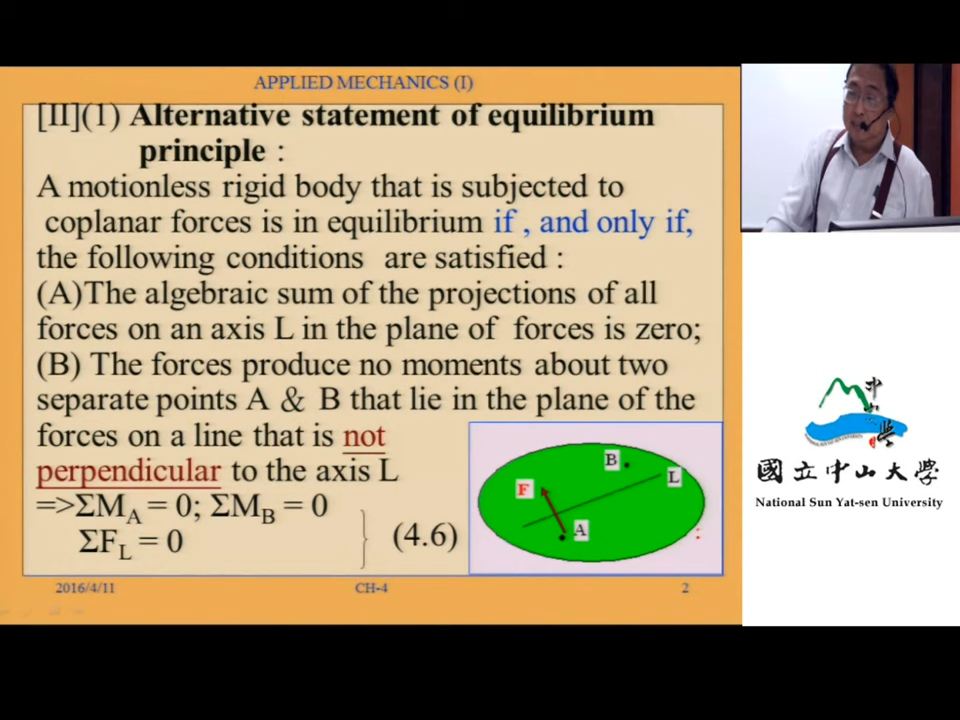 APPLIED MECHANICS (I)
[II](1) Alternative statement of equilibrium
principle :
A motionless rigid body that is subjected to
coplanar forces is in equilibrium if , and only if,
the following conditions are satisfied :
(A)The algebraic sum of the projections of all
forces on an axis L in the plane of forces is zero;
(B) The forces produce no moments about two
separate points A & B that lie in the plane of the
forces on a line that is not
perpendicular to the axis L
=>ΣMA = 0; ΣMB = 0
ΣFL = 0
(4.6)
B
L
F
A
2016/4/11
CH-4
2
國立中山大學
National Sun Yat-sen University